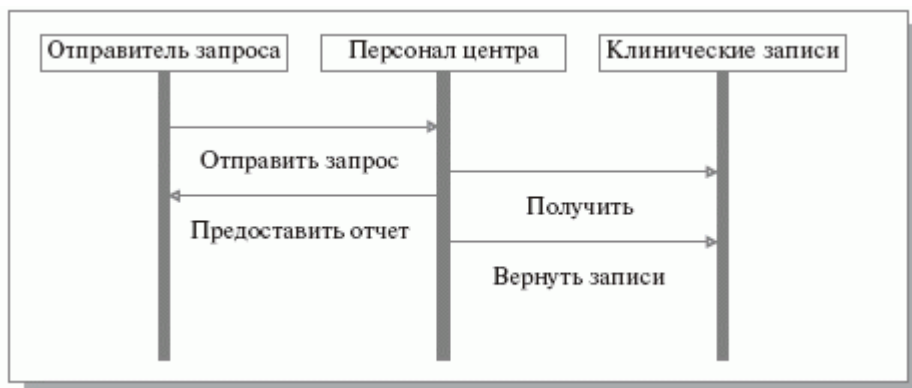 Отправитель запроса
Персонал центра
Клинические записи
Отправить запрос
Получить
Предоставить отчет
Вернуть записи